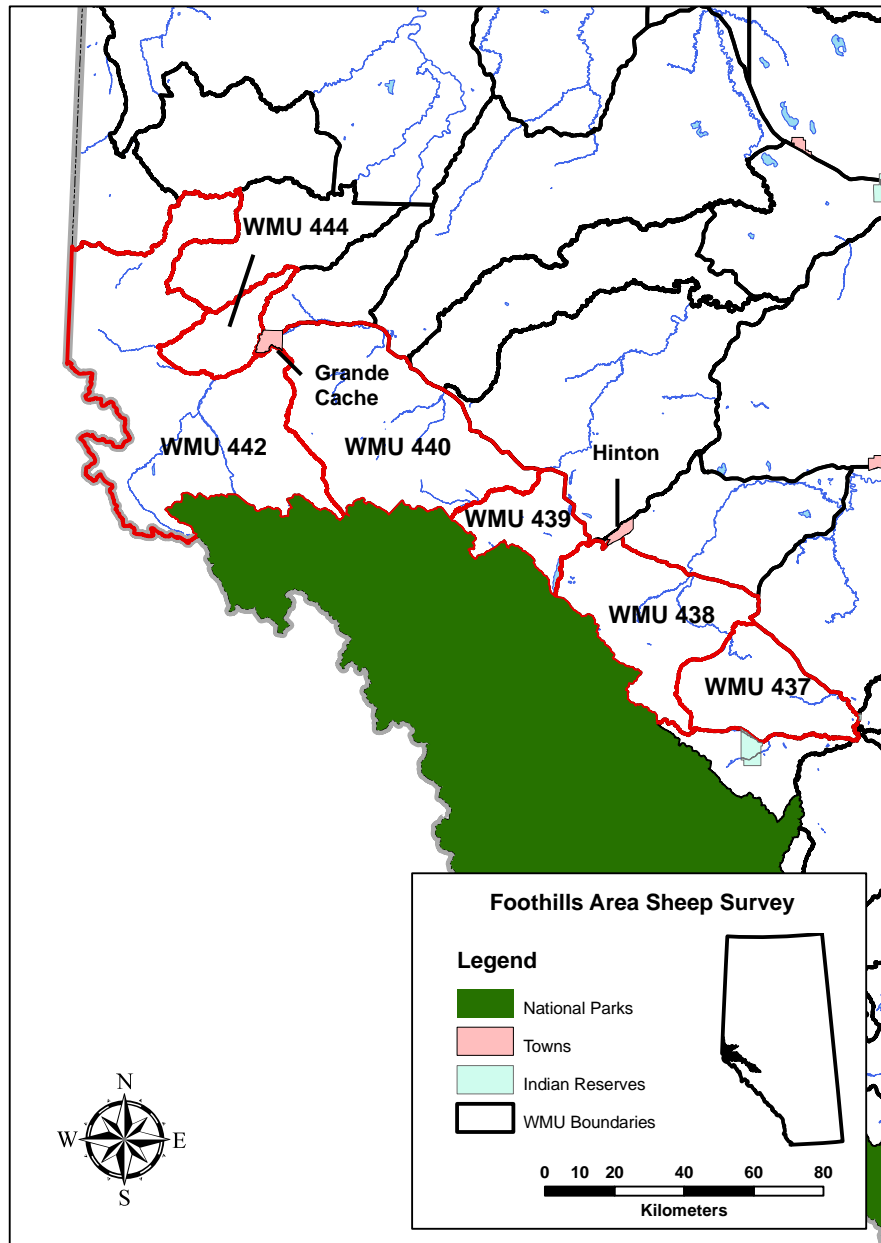 WMU 444
Grande
Cache
WMU 442
WMU 440
Hinton
WMU 439
WMU 438
WMU 437
Foothills Area Sheep Survey
Legend
National Parks
Towns
Indian Reserves
WMU Boundaries
N
W E
S
0 10 20 40 60 80
Kilometers